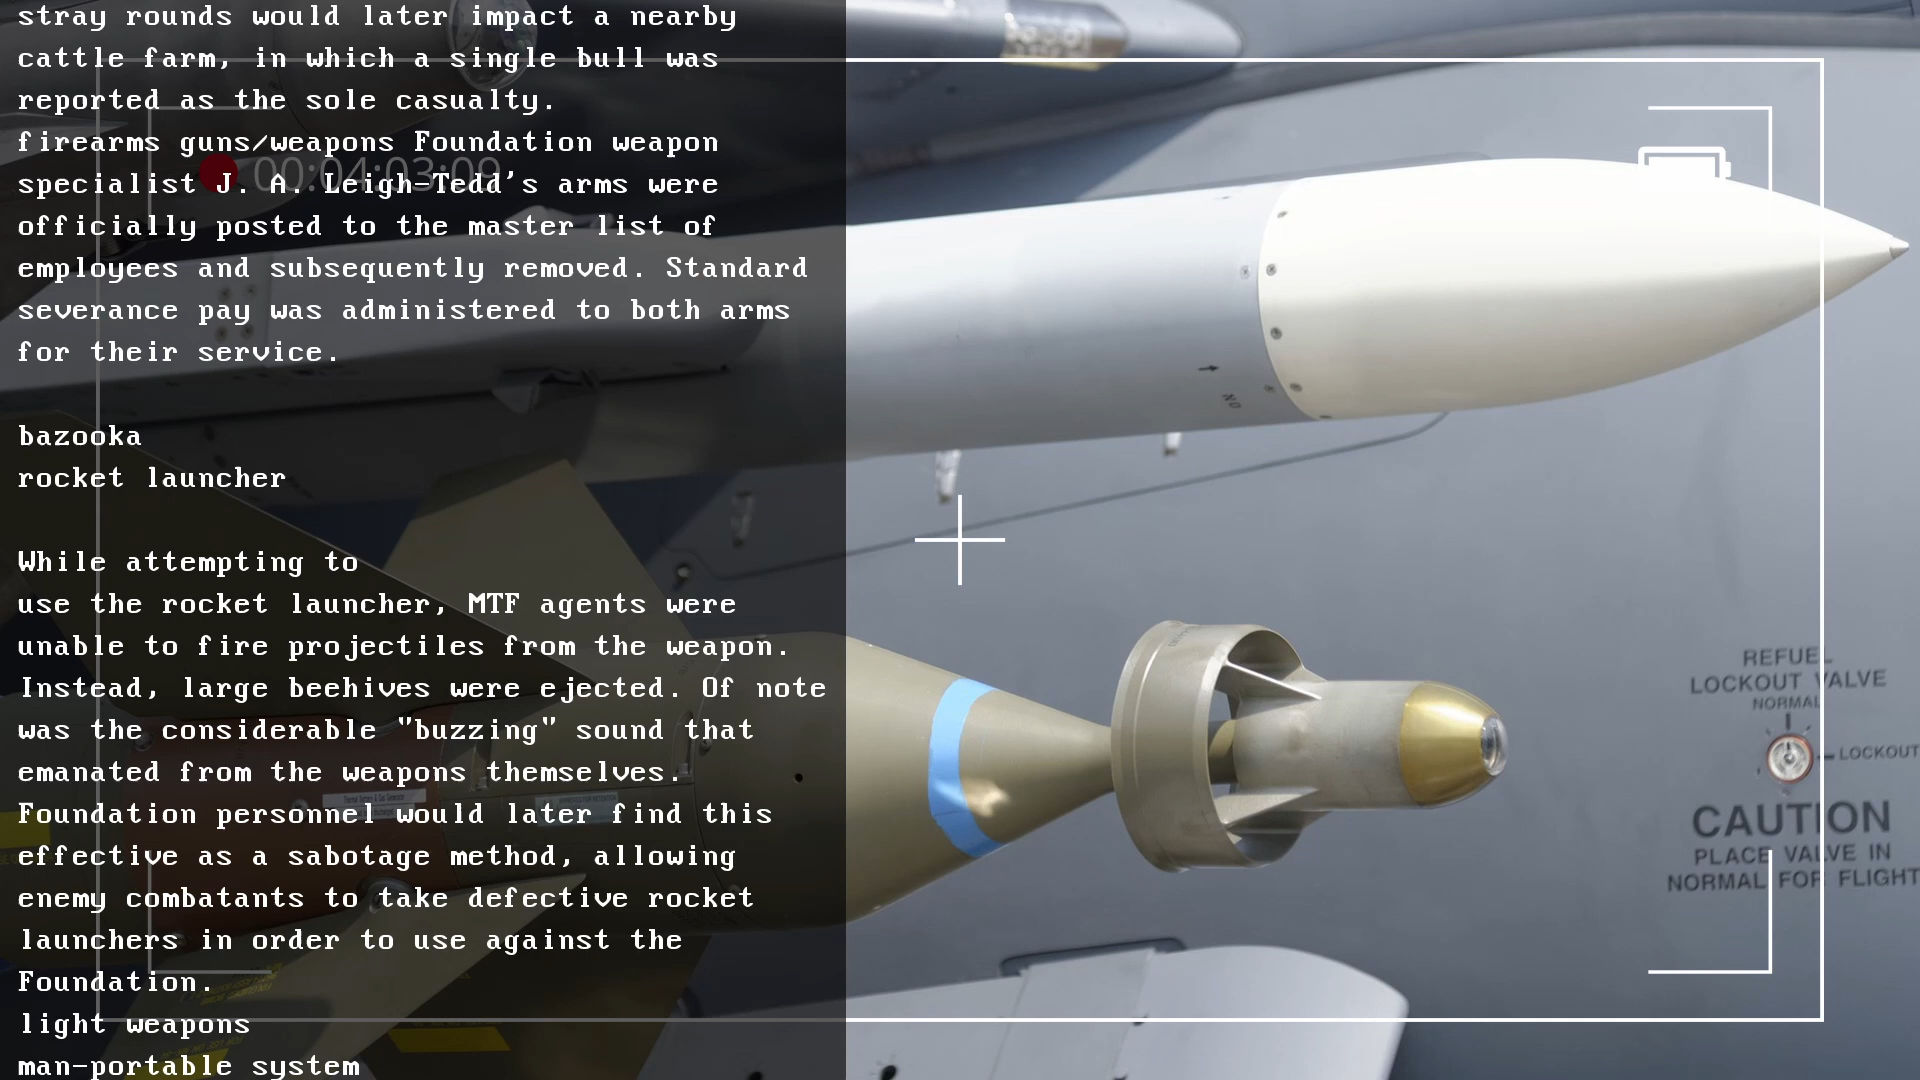 stray rounds would later impact a nearby
cattle farm, in which a single bull was
reported as the sole casualty.
firearms guns/weapons Foundation weapon
specialist J. A. Leigh-Tedd's arms were
officially posted to the master list of
employees and subsequently removed. Standard
severance pay was administered to both arms
for their service.
bazooka
rocket launcher
While attempting to
use the rocket launcher, MTF agents were
unable to fire projectiles from the weapon.
Instead, large beehives were ejected. Of note
was the considerable "buzzing" sound that
emanated from the weapons themselves.
Foundation personnel would later find this
effective as a sabotage method, allowing
enemy combatants to take defective rocket
launchers in order to use against the
Foundation.
light weapons
man-portable system
00:04:03:09
NO
REFUEL
LOCKOUT VALVE
NORMAL
LOCKOUT
CAUTION
PLACE VALVE IN
NORMAL FOR FLIGHT